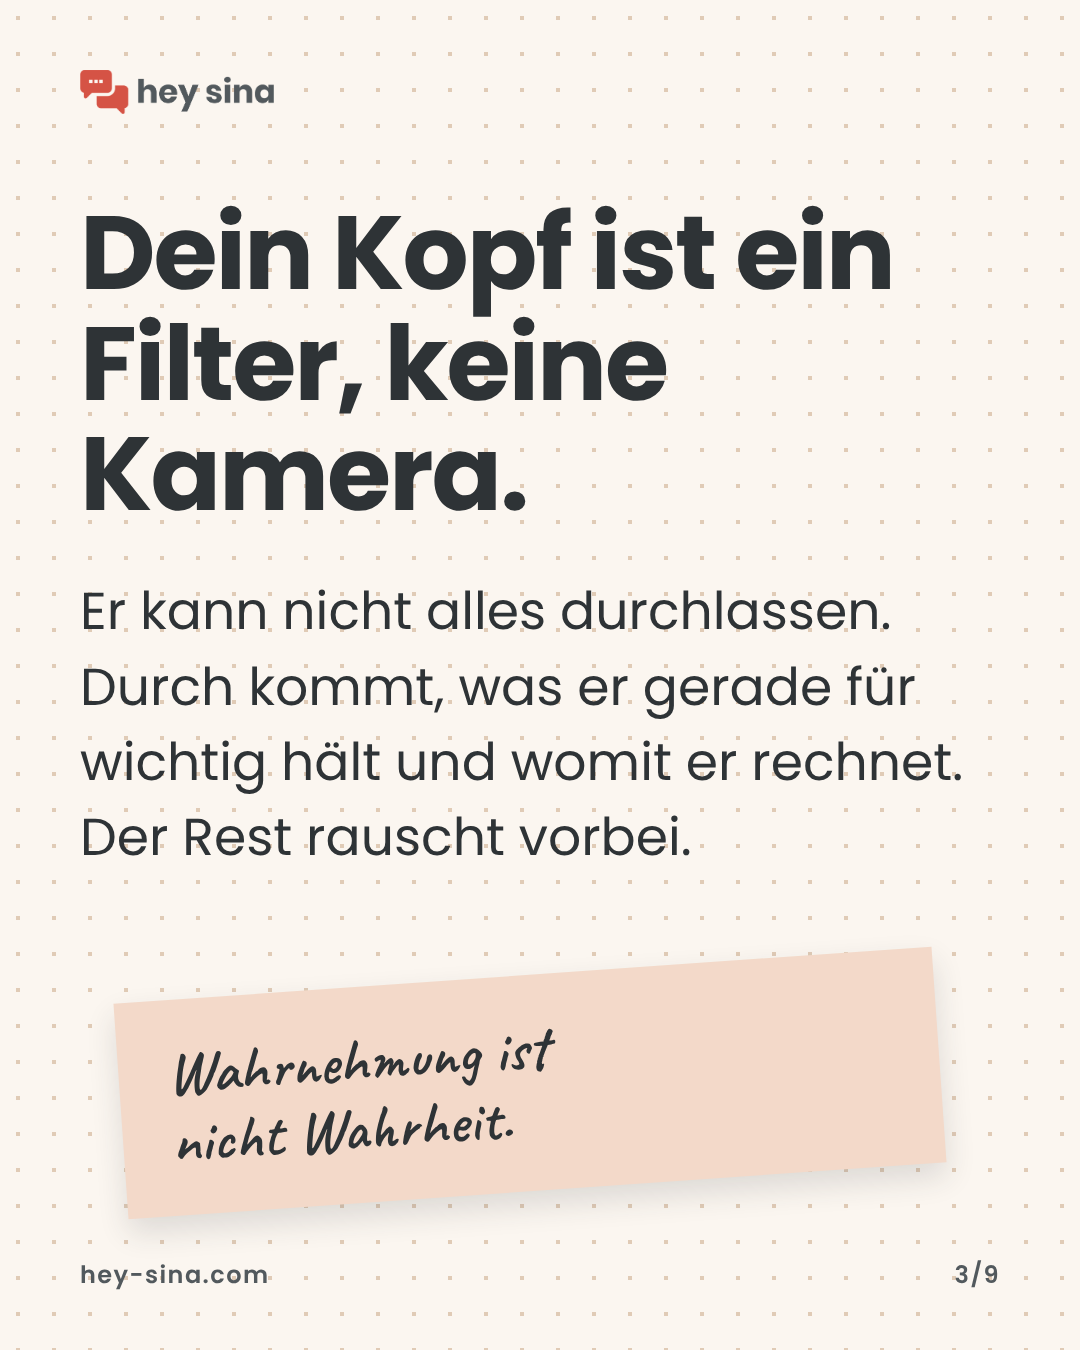 hey sina
Dein Kopf ist ein
Filter, keine
Kamera.
Er kann nicht alles durchlassen.
Durch kommt, was er gerade für
wichtig hält und womit er rechnet.
Der Rest rauscht vorbei.
Wahrnehmung ist
nicht Wahrheit.
hey-sina.com
3/9